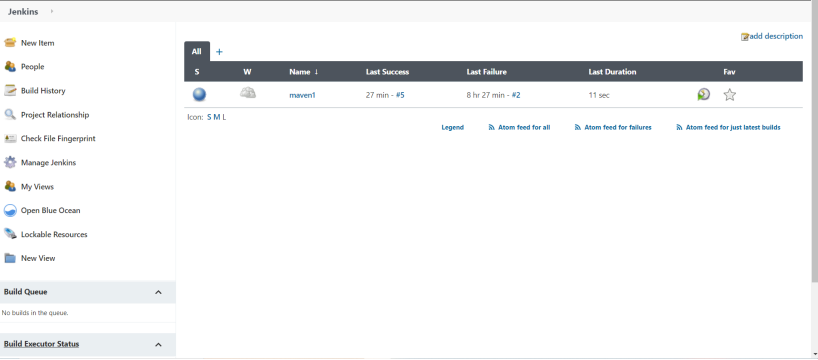 Jenkins
add description
New Item
People
Build History
Project Relationship
Check File Fingerprint
Manage Jenkins
My Views
Open Blue Ocean
Lockable Resources
New View
Build Queue
No builds in the queue.
Build Executor Status
All +
S W Name ↓ Last Success Last Failure Last Duration Fav
maven1 27 min - #5 8 hr 27 min - #2 11 sec
Icon: S M L
Legend Atom feed for all Atom feed for failures Atom feed for just latest builds